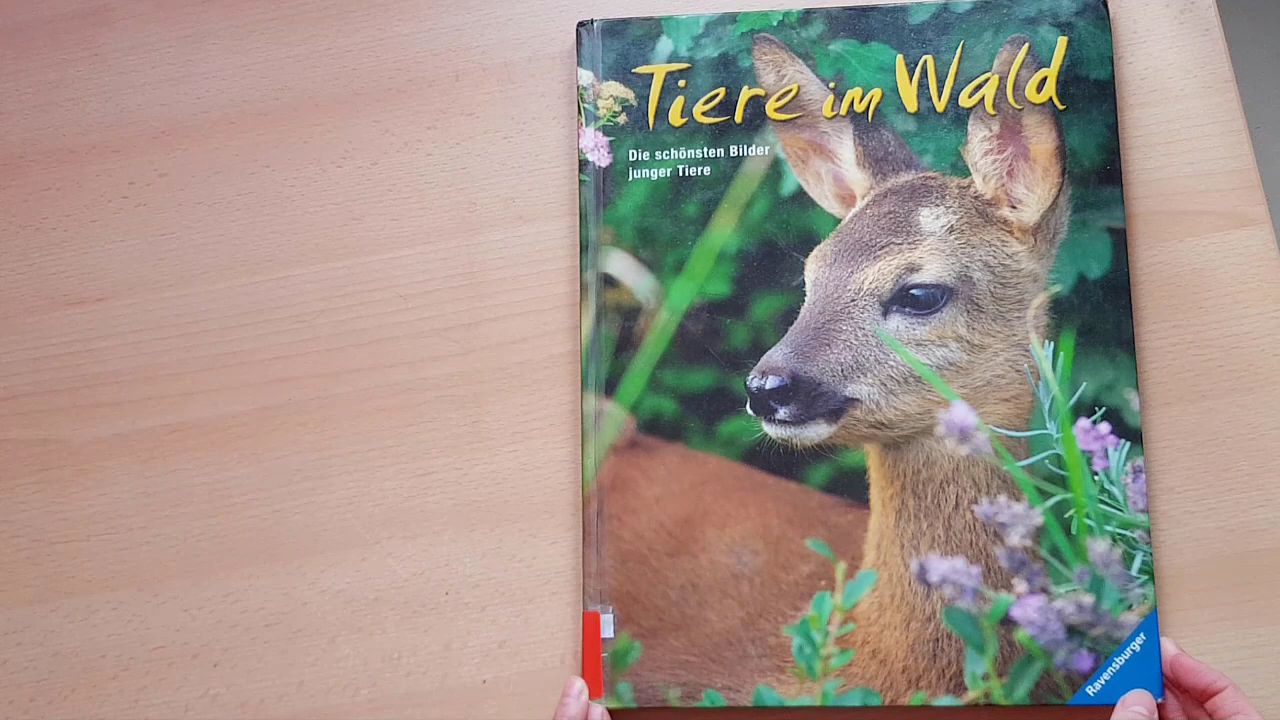 Tiere im Wald
Die schönsten Bilder
junger Tiere
Ravensburger